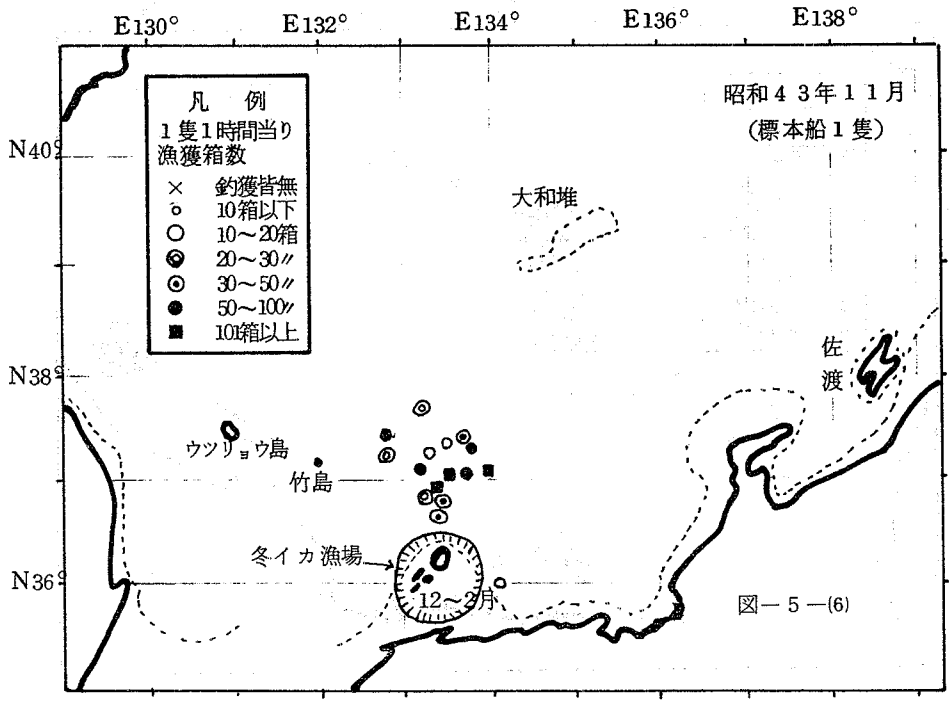 E130° E132° E134° E136° E138°
昭和43年11月
(標本船1隻)
凡 例
1隻1時間当り
漁獲箱数
× 釣獲皆無
10箱以下
10〜20箱
20〜30〃
30〜50〃
50〜100〃
101箱以上
N40°
大和堆
佐渡
N38°
ウツリョウ島
竹島
冬イカ漁場
N36°
12〜2月
図-5-(6)